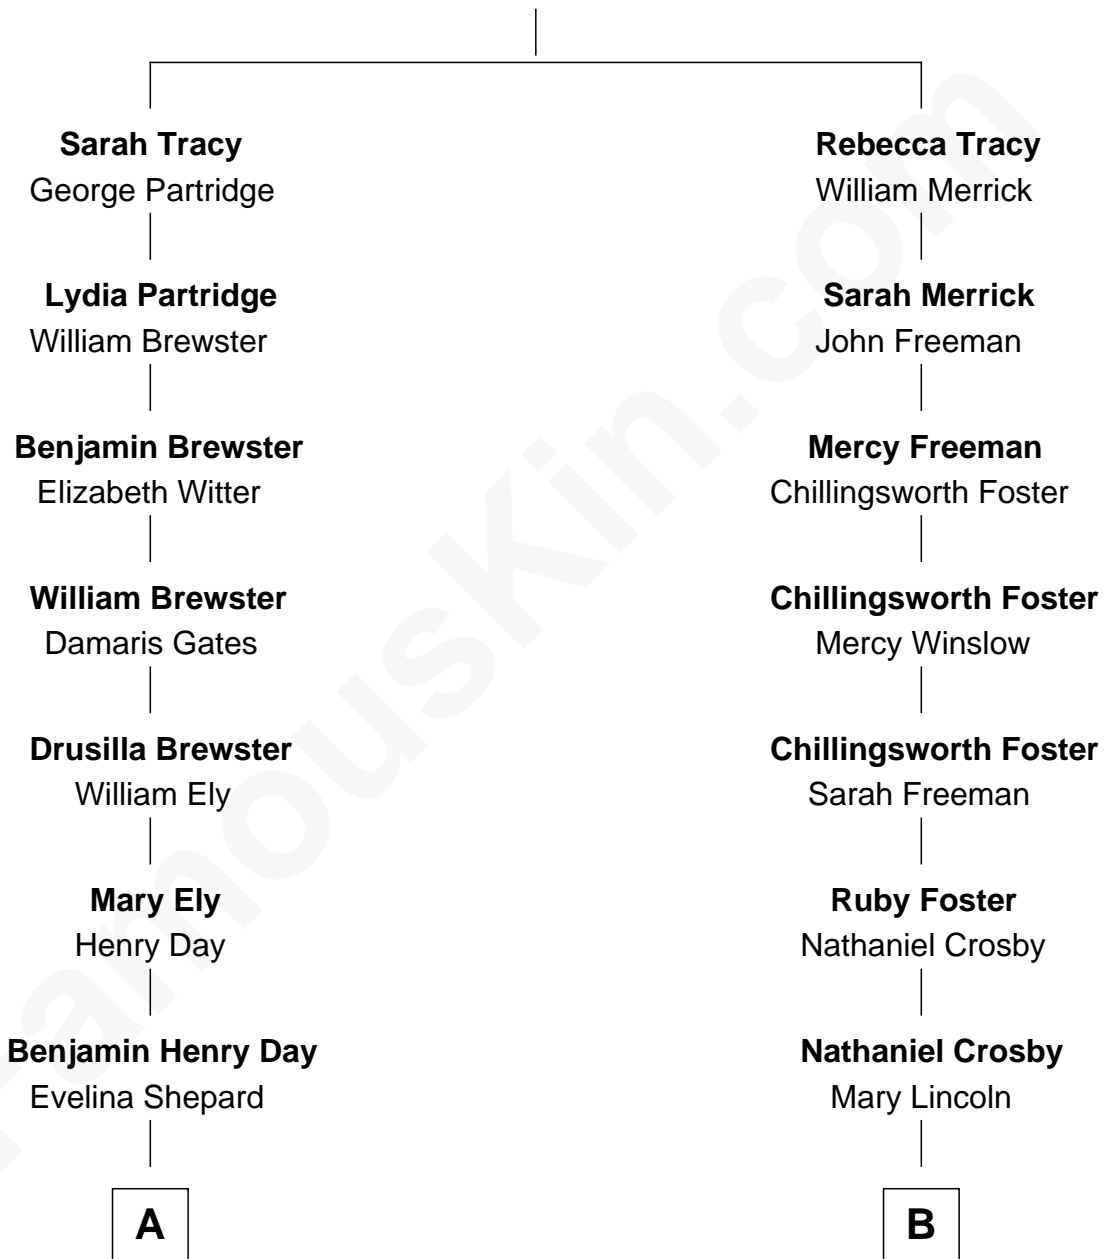 Sarah Tracy
George Partridge
Lydia Partridge
William Brewster
Benjamin Brewster
Elizabeth Witter
William Brewster
Damaris Gates
Drusilla Brewster
William Ely
Mary Ely
Henry Day
Benjamin Henry Day
Evelina Shepard
A
Rebecca Tracy
William Merrick
Sarah Merrick
John Freeman
Mercy Freeman
Chillingsworth Foster
Chillingsworth Foster
Mercy Winslow
Chillingsworth Foster
Sarah Freeman
Ruby Foster
Nathaniel Crosby
Nathaniel Crosby
Mary Lincoln
B
FamousKin.com